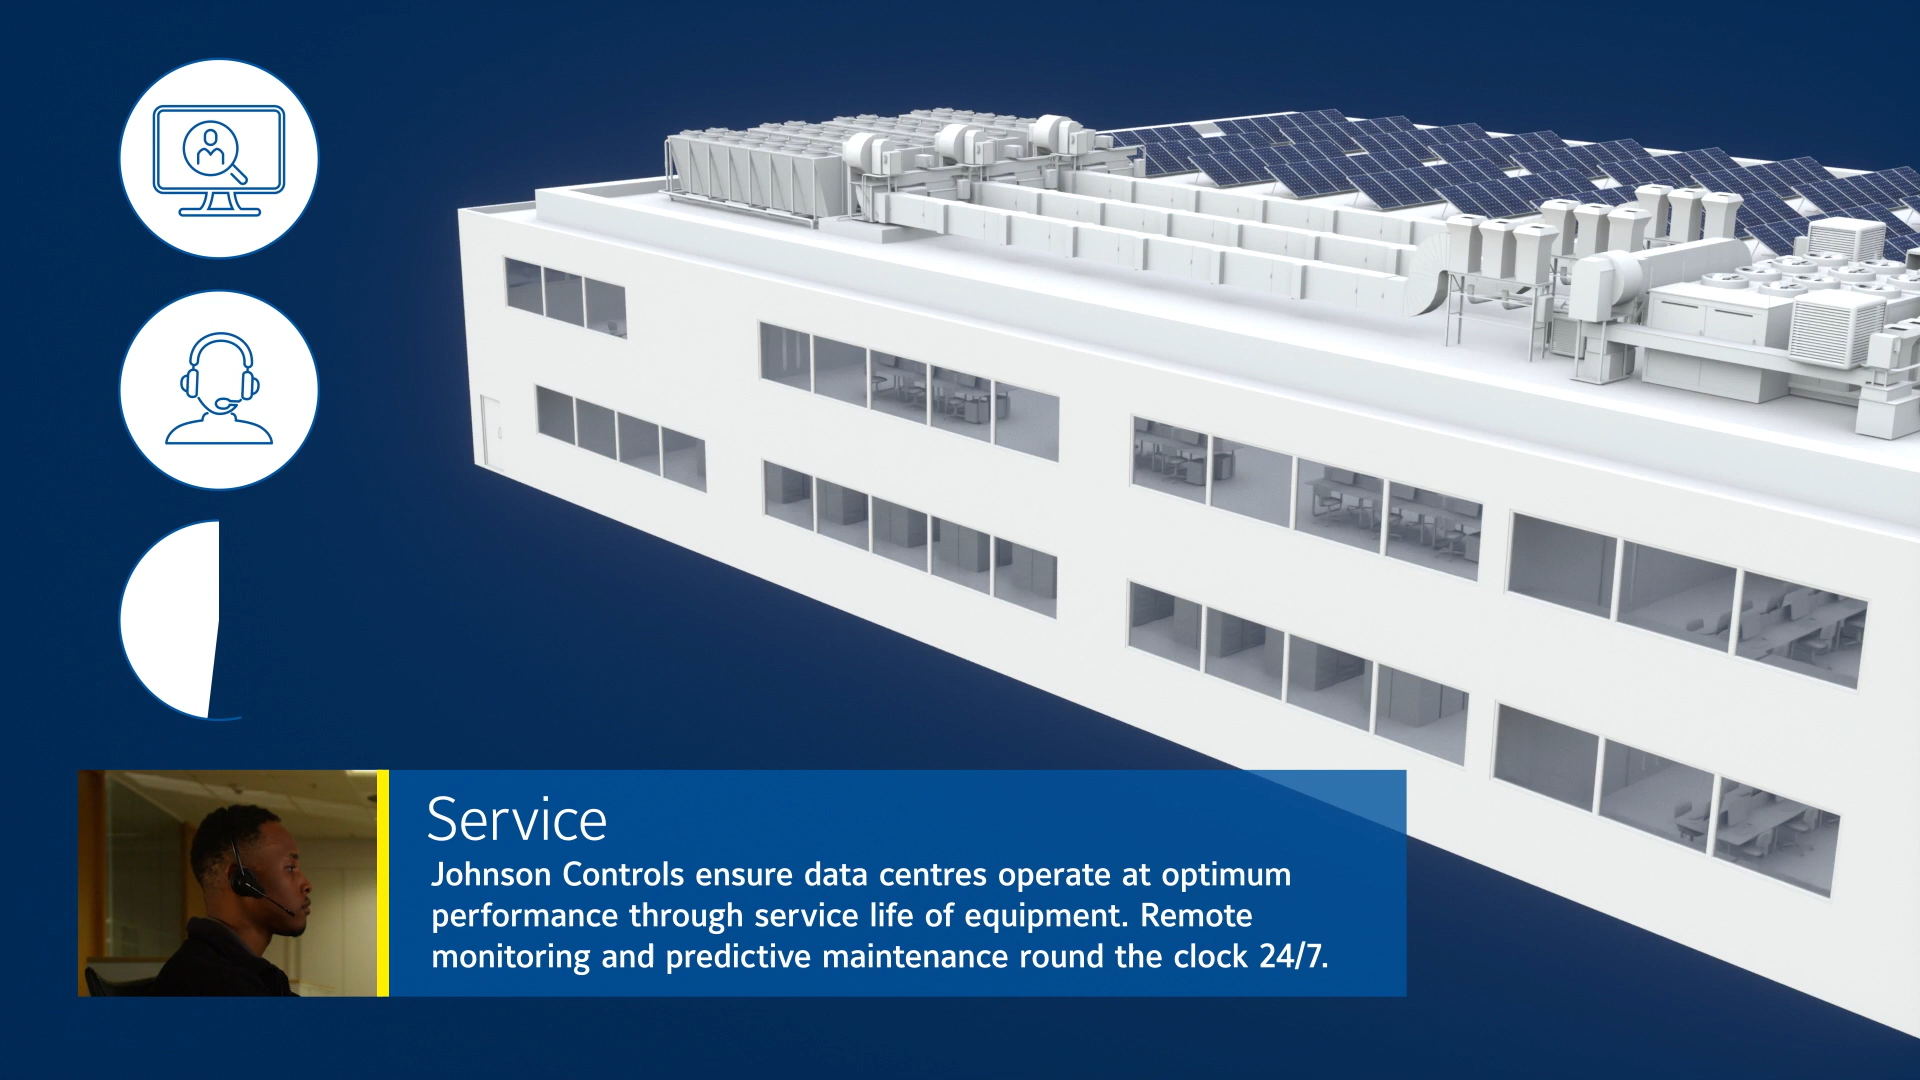 Service
Johnson Controls ensure data centres operate at optimum
performance through service life of equipment. Remote
monitoring and predictive maintenance round the clock 24/7.